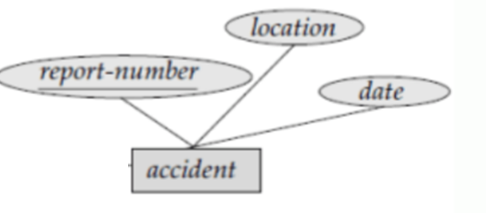 location
report-number
date
accident